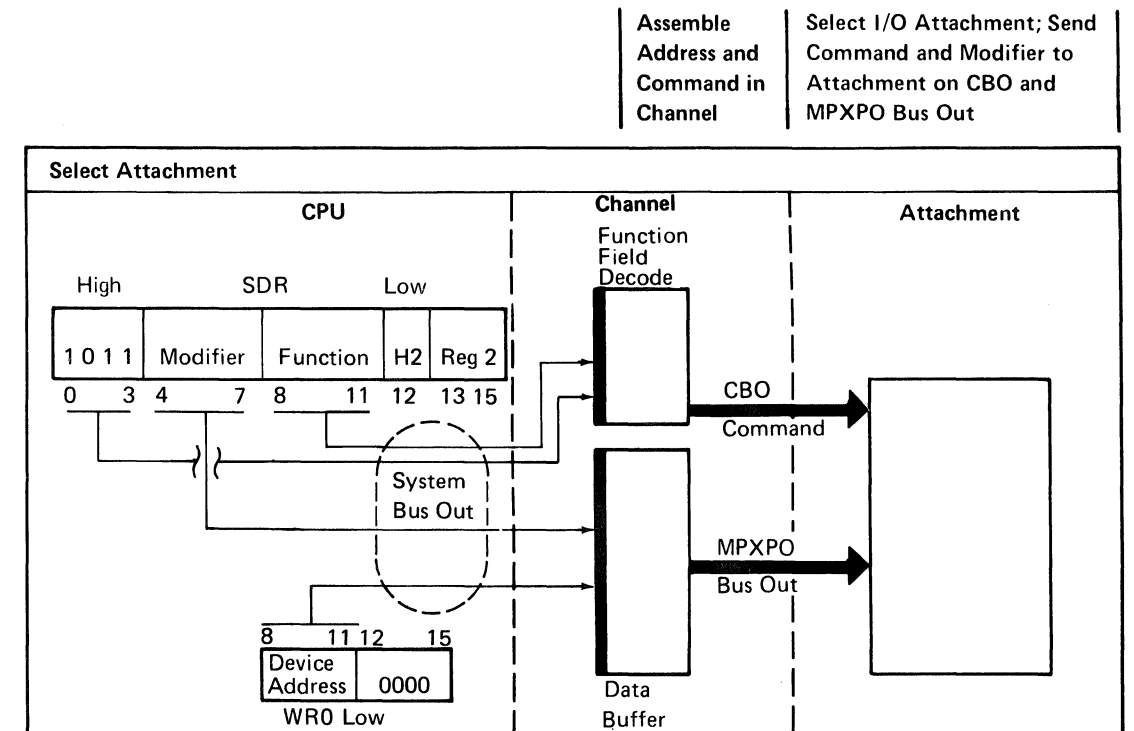 Assemble
Address and
Command in
Channel
Select I/O Attachment; Send
Command and Modifier to
Attachment on CBO and
MPXPO Bus Out
Select Attachment
CPU
Channel
Attachment
Function
Field
Decode
High SDR Low
1 0 1 1 Modifier Function H2 Reg 2
0 3 4 7 8 11 12 13 15
CBO
Command
System
Bus Out
MPXPO
Bus Out
8 11 12 15
Device
Address 0000
WR0 Low
Data
Buffer